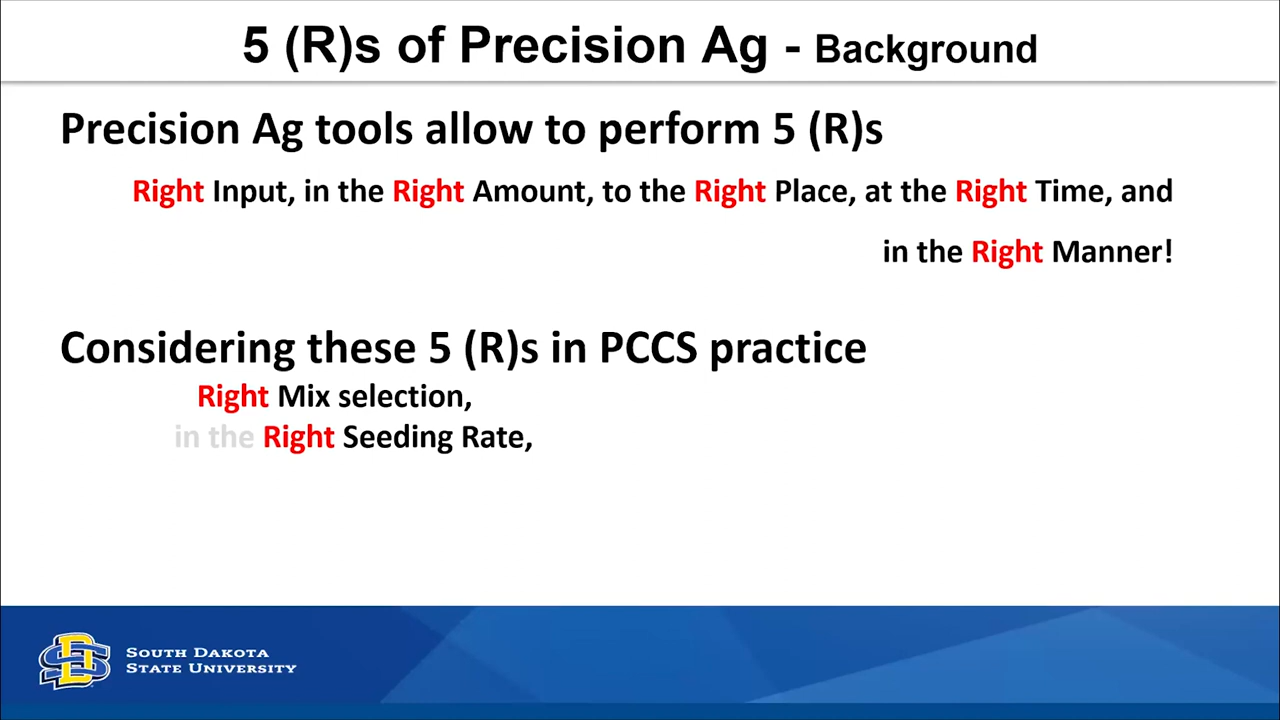 5 (R)s of Precision Ag - Background
Precision Ag tools allow to perform 5 (R)s
Right Input, in the Right Amount, to the Right Place, at the Right Time, and
in the Right Manner!
Considering these 5 (R)s in PCCS practice
Right Mix selection,
in the Right Seeding Rate,
SOUTH DAKOTA
STATE UNIVERSITY